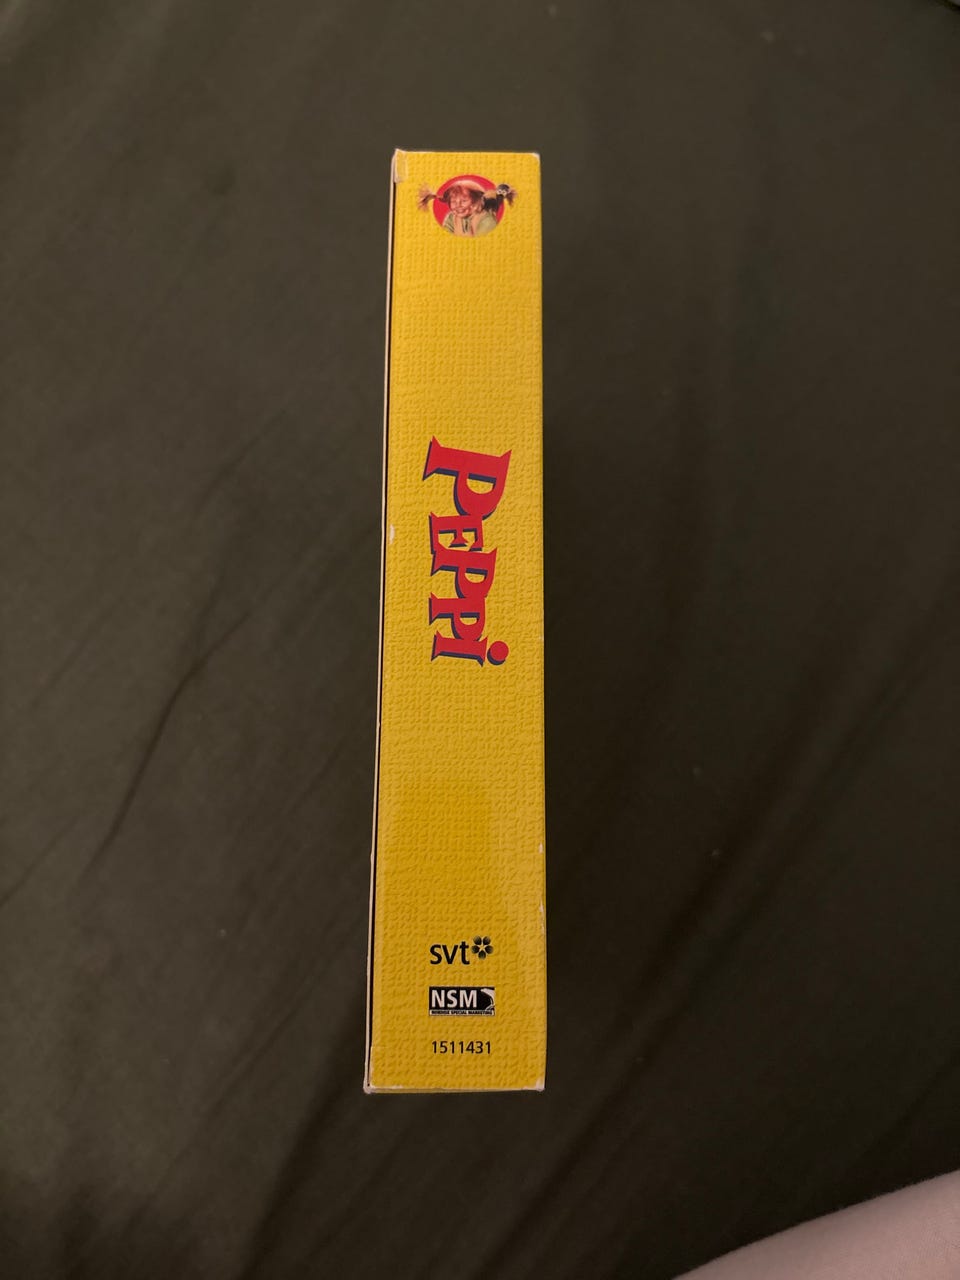 PEPPi
svt
NSM
NORDISK SPECIAL MARKETING
1511431